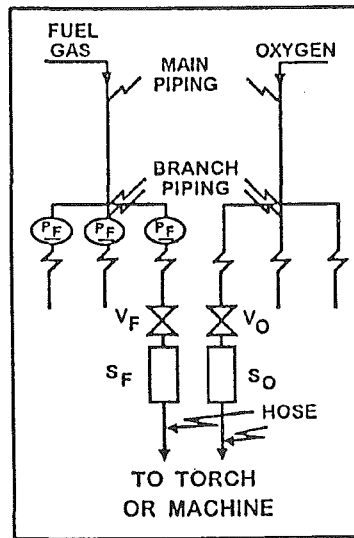 FUEL
GAS
OXYGEN
MAIN
PIPING
BRANCH
PIPING
PF PF PF
VF VO
SF SO
HOSE
TO TORCH
OR MACHINE